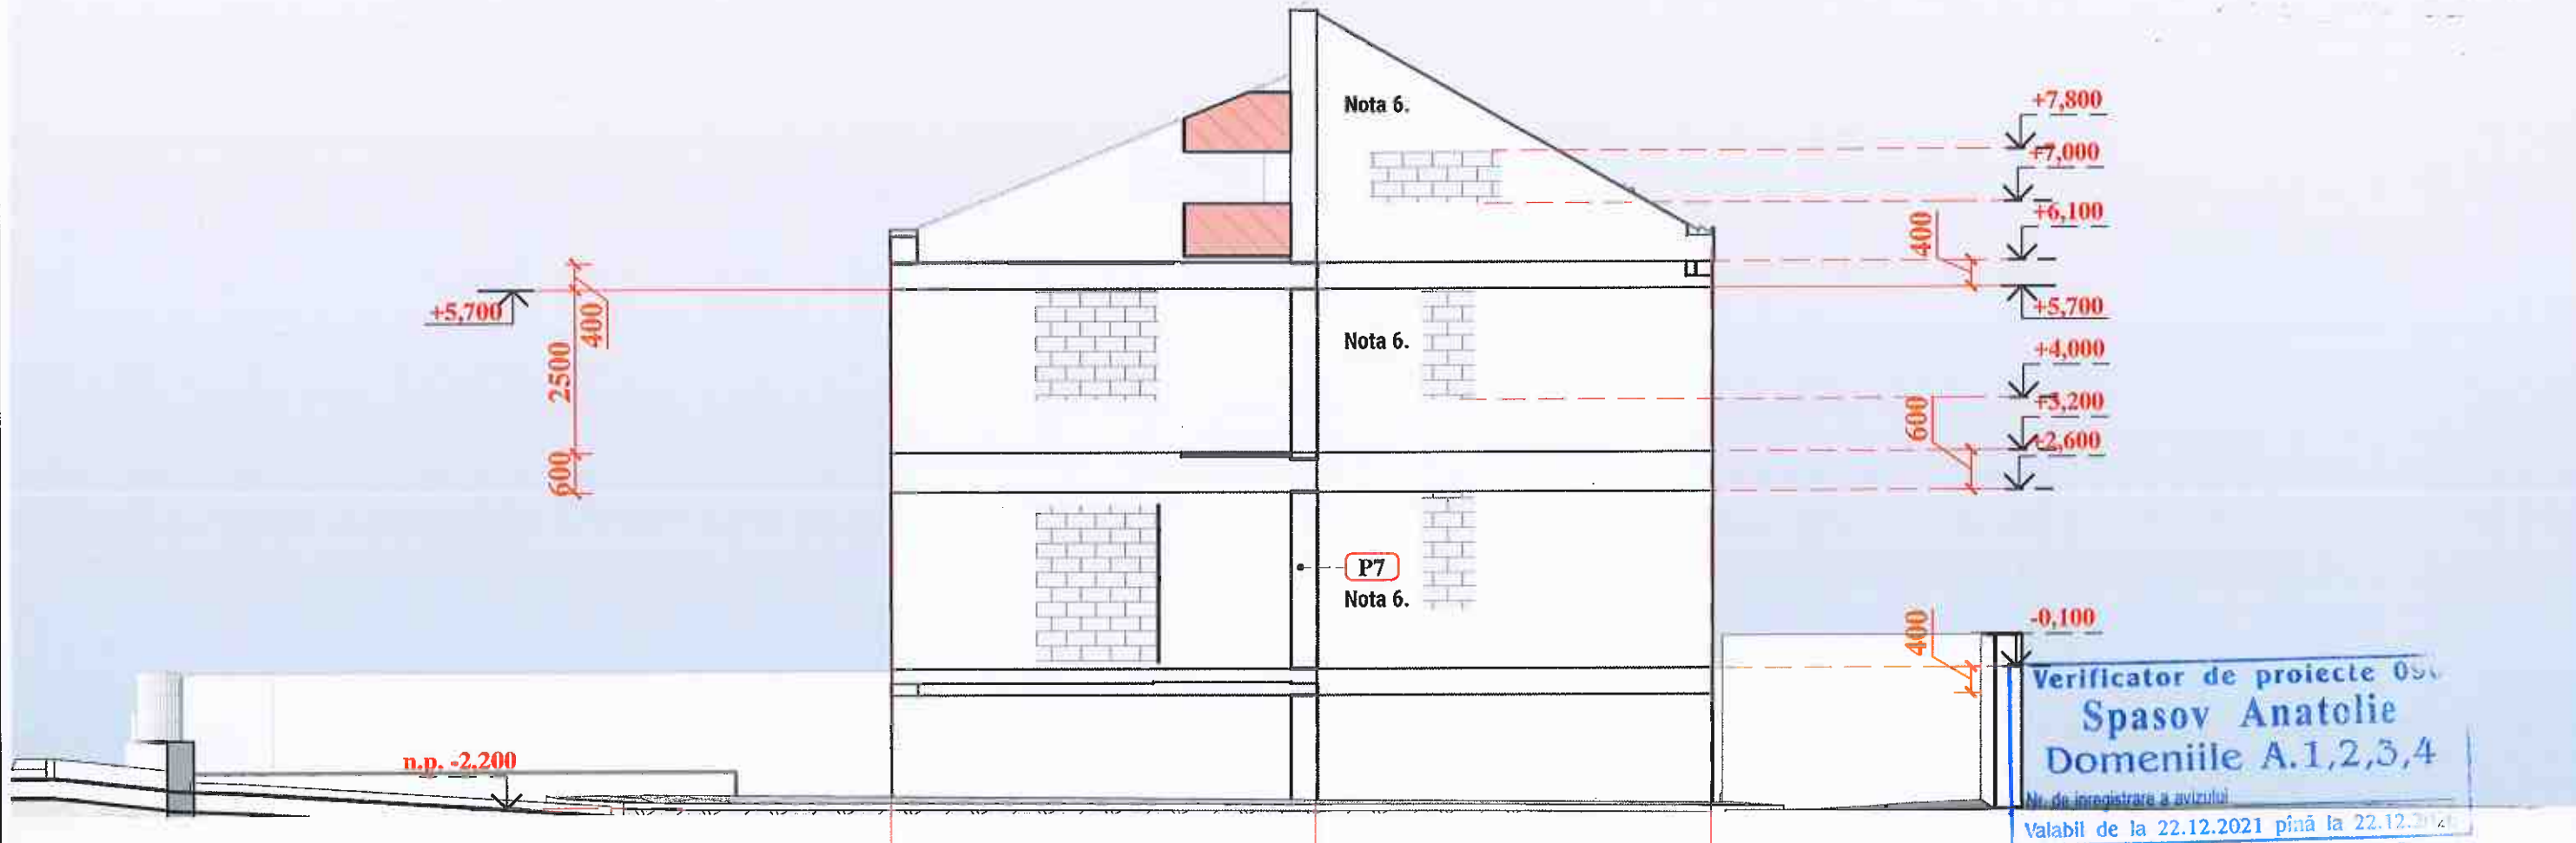 Nota 6.
+7,800
+7,000
+6,100
400
+5,700
400
2500
600
+5,700
Nota 6.
+4,000
+3,200
600
+2,600
P7
Nota 6.
-0,100
400
n.p. -2,200
Verificator de proiecte
Spasov Anatolie
Domeniile A.1,2,3,4
Nr. de inregistrare a avizului
Valabil de la 22.12.2021 pînă la 22.12.